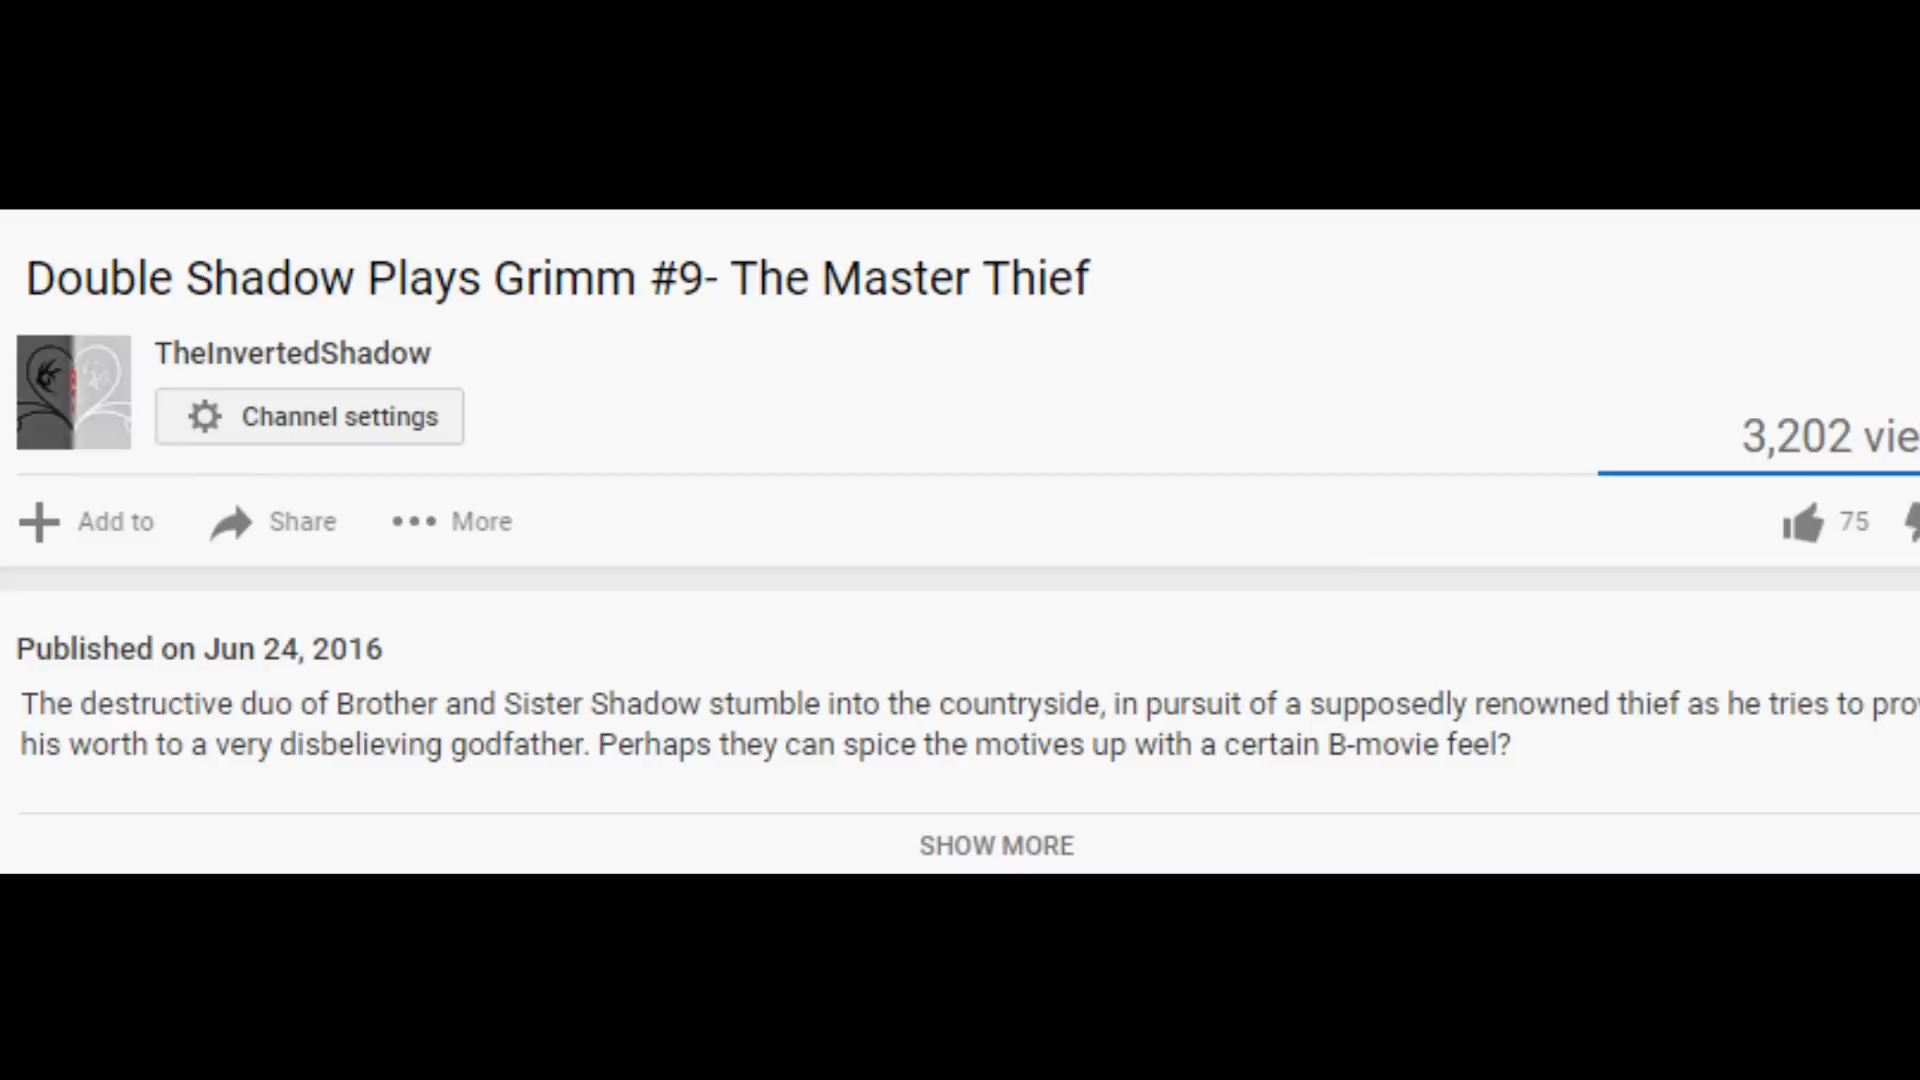 Double Shadow Plays Grimm #9- The Master Thief
TheInvertedShadow
Channel settings
3,202 vie
Add to
Share
More
75
Published on Jun 24, 2016
The destructive duo of Brother and Sister Shadow stumble into the countryside, in pursuit of a supposedly renowned thief as he tries to pro
his worth to a very disbelieving godfather. Perhaps they can spice the motives up with a certain B-movie feel?
SHOW MORE